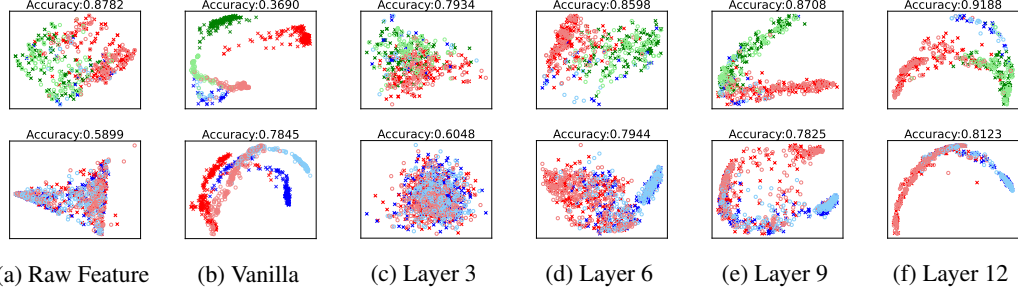 Accuracy:0.8782 Accuracy:0.3690 Accuracy:0.7934 Accuracy:0.8598 Accuracy:0.8708 Accuracy:0.9188
Accuracy:0.5899 Accuracy:0.7845 Accuracy:0.6048 Accuracy:0.7944 Accuracy:0.7825 Accuracy:0.8123
(a) Raw Feature (b) Vanilla (c) Layer 3 (d) Layer 6 (e) Layer 9 (f) Layer 12